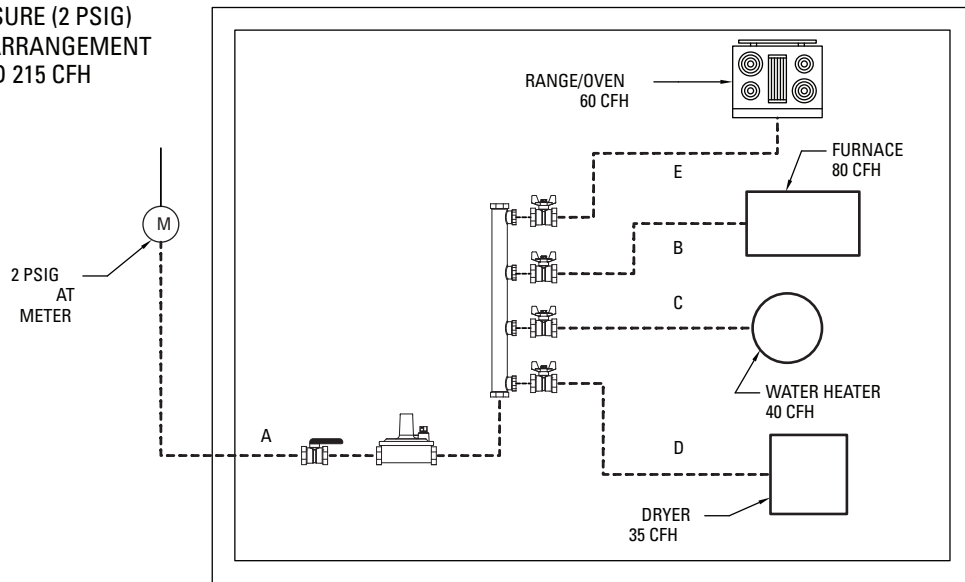 ARRANGEMENT
215 CFH
RANGE/OVEN
60 CFH
E
FURNACE
80 CFH
M
B
2 PSIG
AT
METER
C
WATER HEATER
40 CFH
A
D
DRYER
35 CFH
(2 PSIG)